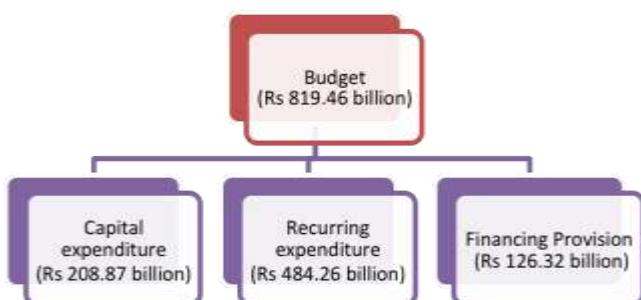 Budget
(Rs 819.46 billion)
Capital
expenditure
(Rs 208.87 billion)
Recurring
expenditure
(Rs 484.26 billion)
Financing Provision
(Rs 126.32 billion)